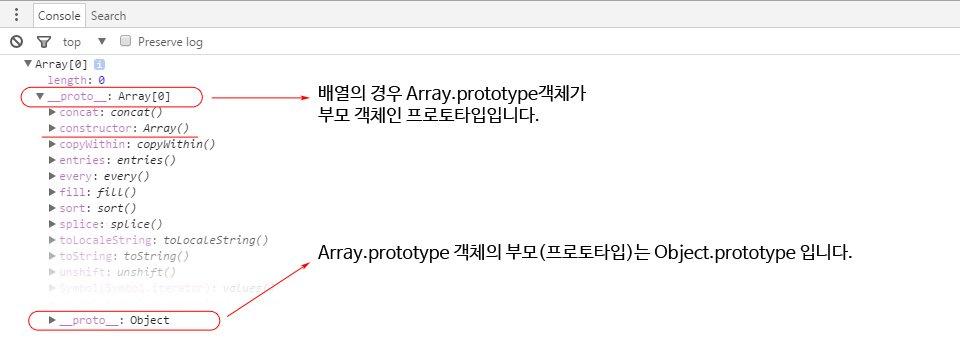 Console Search
top Preserve log
Array[0] i
length: 0
__proto__: Array[0]
배열의 경우 Array.prototype객체가
부모 객체인 프로토타입입니다.
concat: concat()
constructor: Array()
copyWithin: copyWithin()
entries: entries()
every: every()
fill: fill()
sort: sort()
splice: splice()
toLocaleString: toLocaleString()
toString: toString()
unshift: unshift()
Symbol(Symbol.iterator): values()
Array.prototype 객체의 부모(프로토타입)는 Object.prototype 입니다.
__proto__: Object